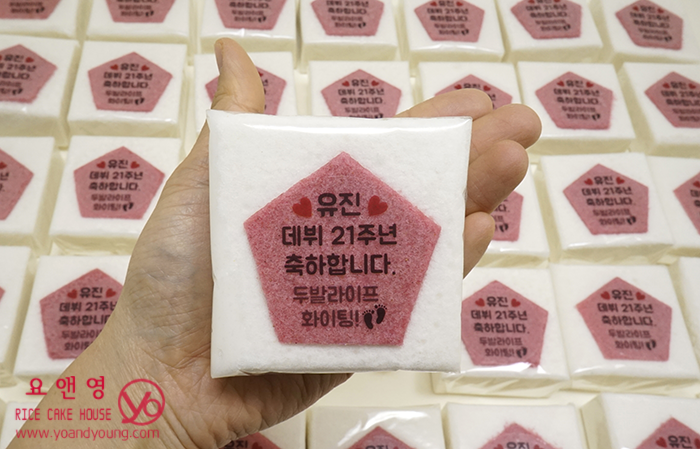 ♥유진♥
데뷔 21주년
축하합니다.
두발라이프
화이팅!
요앤영
RICE CAKE HOUSE
www.yoandyoung.com
yo